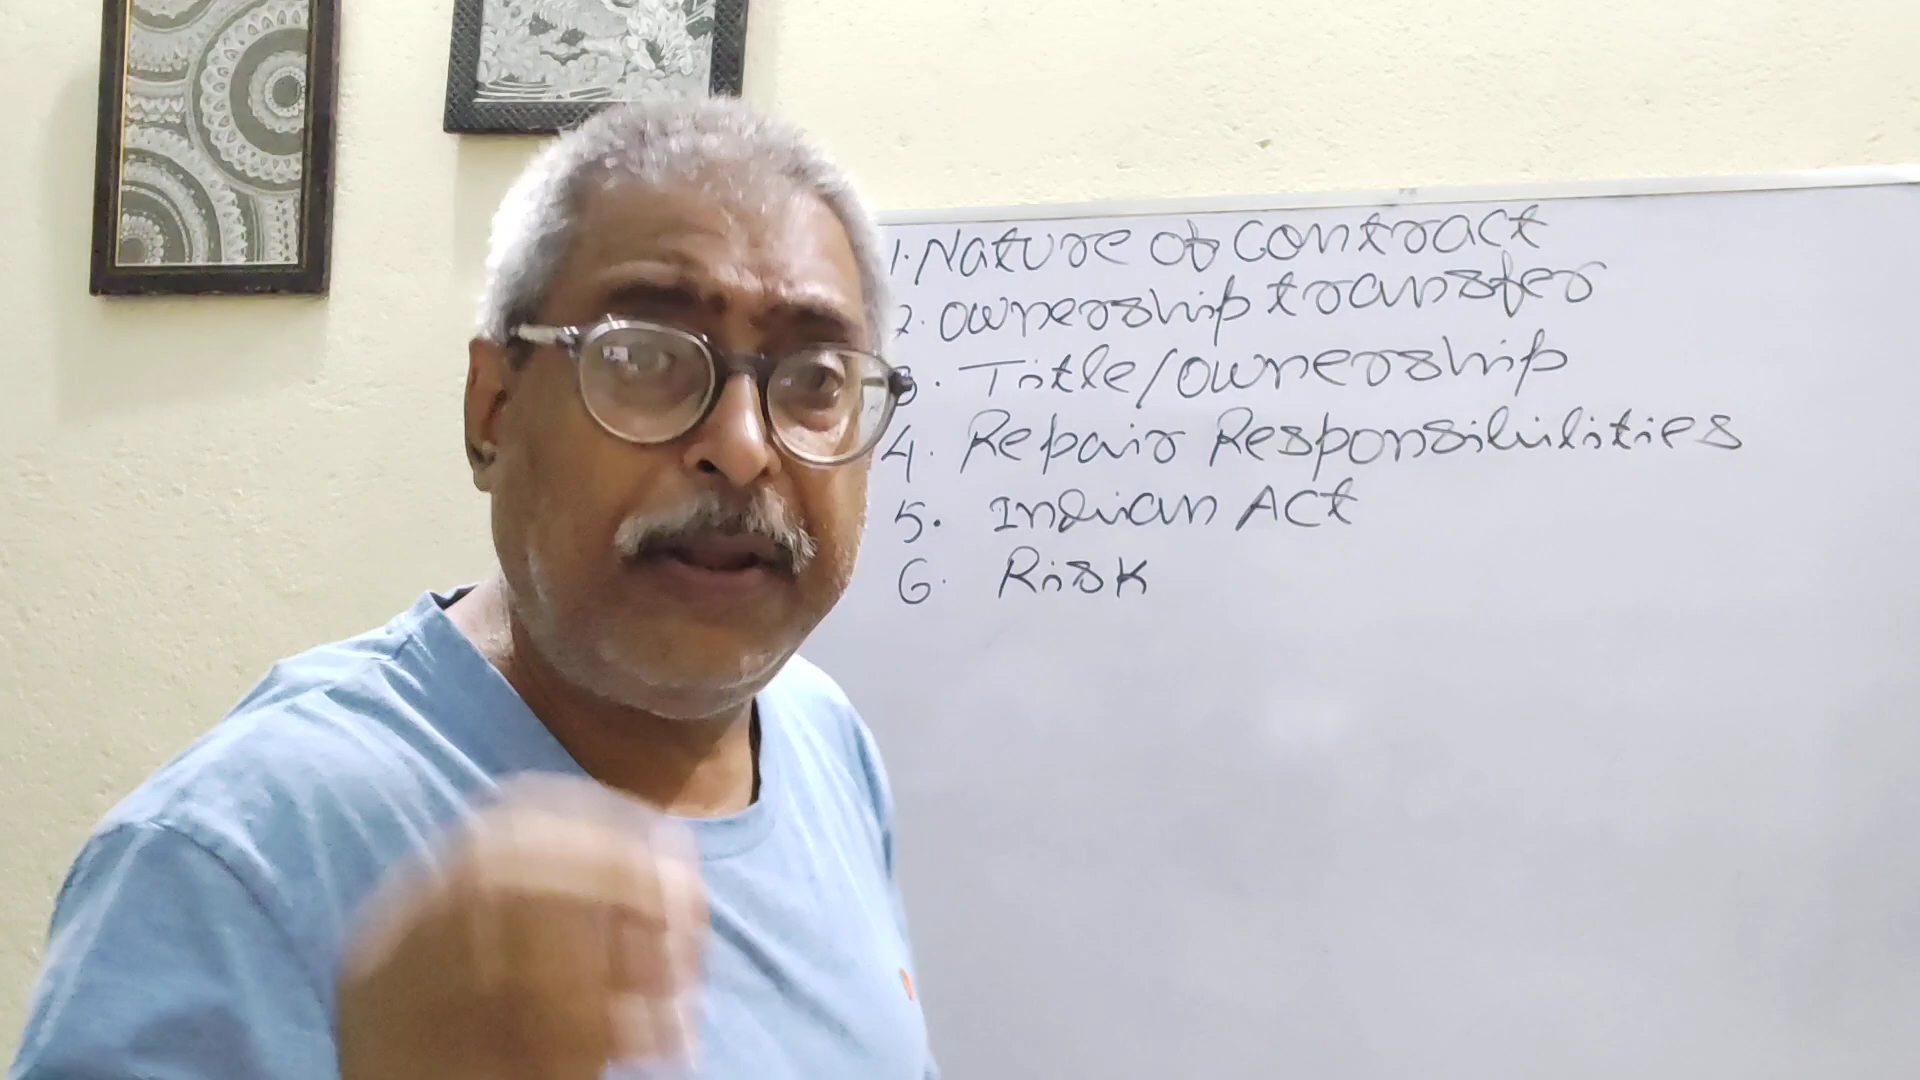 1. Nature of contract
2. Ownership transfer
3. Title/ownership
4. Repair Responsibilities
5. Indian Act
6. Risk